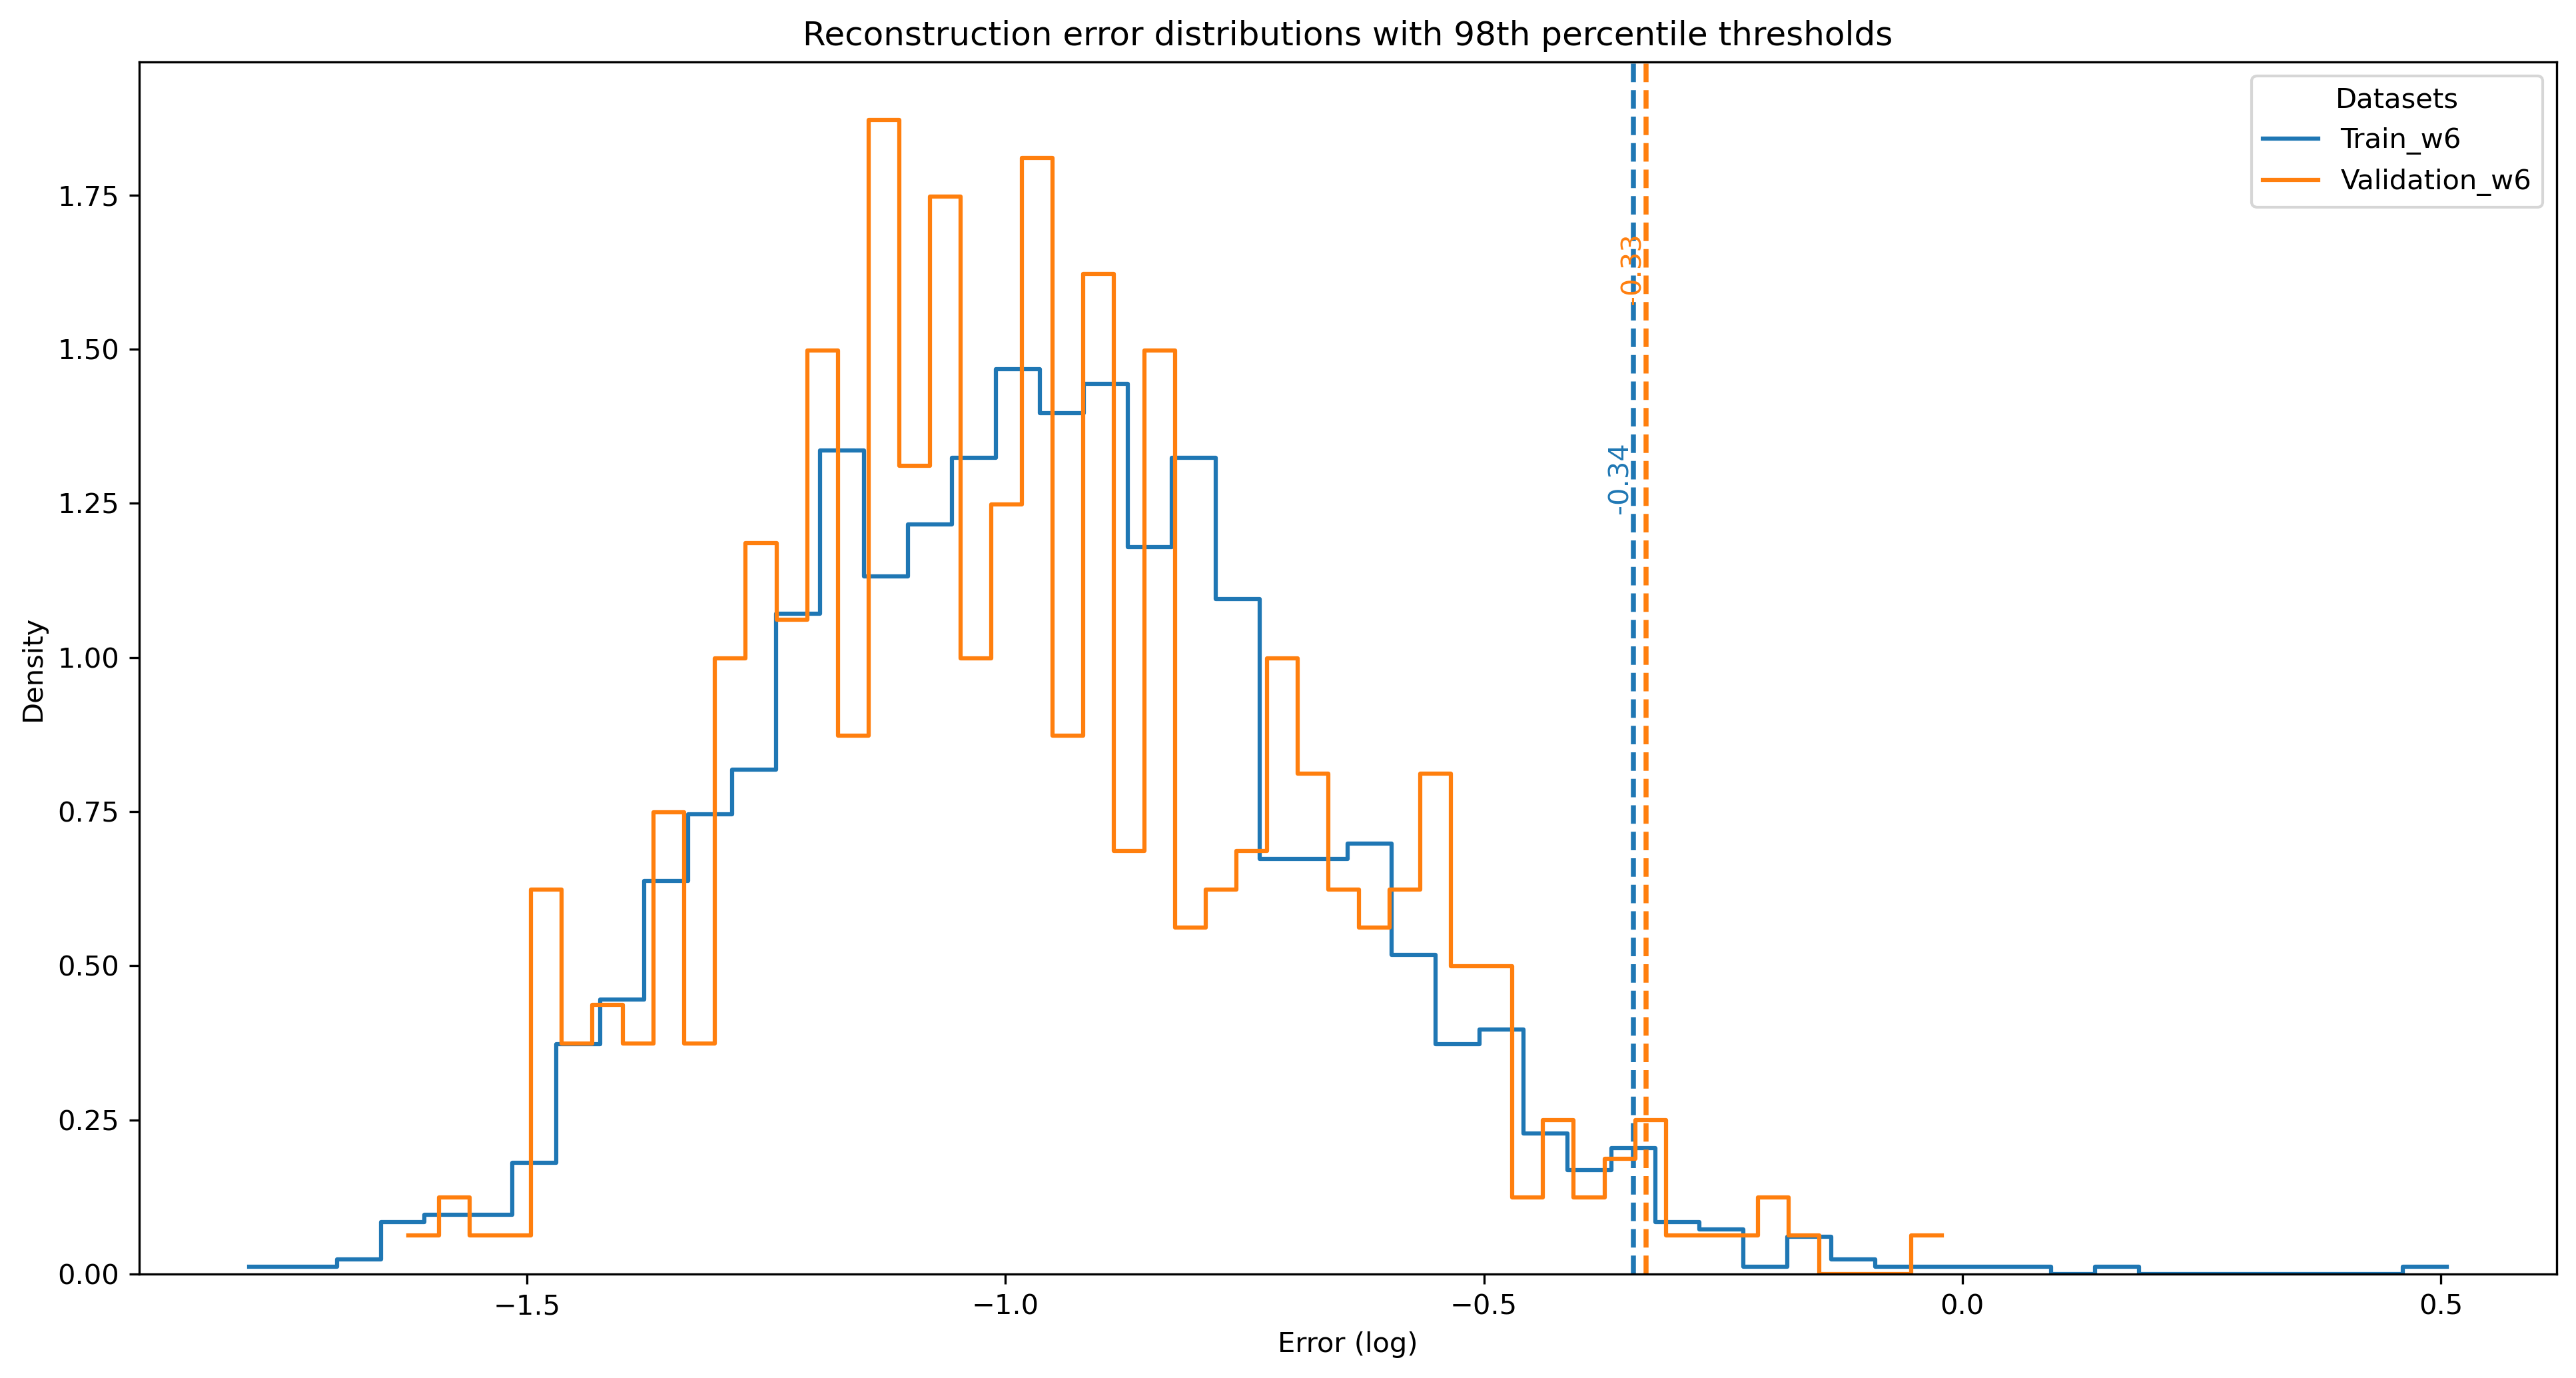 Reconstruction error distributions with 98th percentile thresholds
Datasets
Train_w6
Validation_w6
-0.33
-0.34
Density
1.75
1.50
1.25
1.00
0.75
0.50
0.25
0.00
−1.5
−1.0
−0.5
0.0
0.5
Error (log)